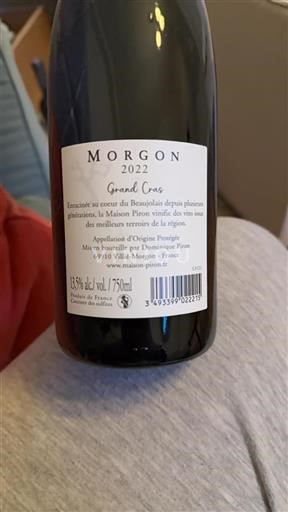 MORGON
2022
Grand Cras
Enracinée au coeur du Beaujolais depuis plusieurs
générations, la Maison Piron vinifie des vins issus
des meilleurs terroirs de la région.
Appellation d'Origine Protégée
Mis en bouteille par Dominique Piron
69910 Villié-Morgon - France
www.maison-piron.fr
13,5% alc./vol. / 750ml
Produit de France
Contient des sulfites
3 493399 022215